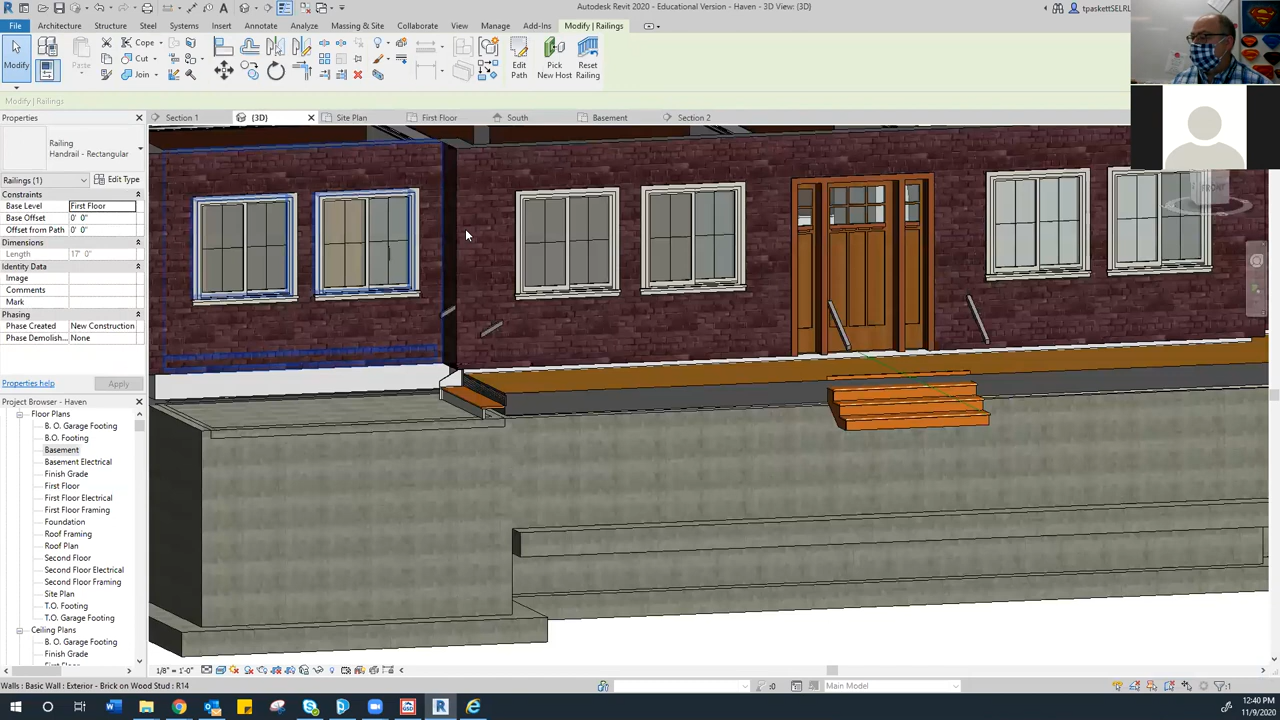 Autodesk Revit 2020 - Educational Version - Haven - 3D View: {3D}
tpaskettSELRL
File Architecture Structure Steel Systems Insert Annotate Analyze Massing & Site Collaborate View Manage Add-Ins Modify | Railings
Modify
Paste
Cope
Cut
Join
Edit Path
Pick New Host
Reset Railing
Modify | Railings
Properties
Section 1 {3D} Site Plan First Floor South Basement Section 2
Railing
Handrail - Rectangular
Railings (1)
Edit Type
Constraints
Base Level First Floor
Base Offset 0' 0"
Offset from Path 0' 0"
Dimensions
Length 17' 0"
Identity Data
Image
Comments
Mark
Phasing
Phase Created New Construction
Phase Demolish... None
Properties help
Apply
Project Browser - Haven
Floor Plans
B. O. Garage Footing
B.O. Footing
Basement
Basement Electrical
Finish Grade
First Floor
First Floor Electrical
First Floor Framing
Foundation
Roof Framing
Roof Plan
Second Floor
Second Floor Electrical
Second Floor Framing
Site Plan
T.O. Footing
T.O. Garage Footing
Ceiling Plans
B. O. Garage Footing
B.O. Footing
Basement
Finish Grade
FRONT
1/8" = 1'-0"
Walls : Basic Wall : Exterior - Brick on Wood Stud : R14
:0
Main Model
:1
12:40 PM
11/9/2020